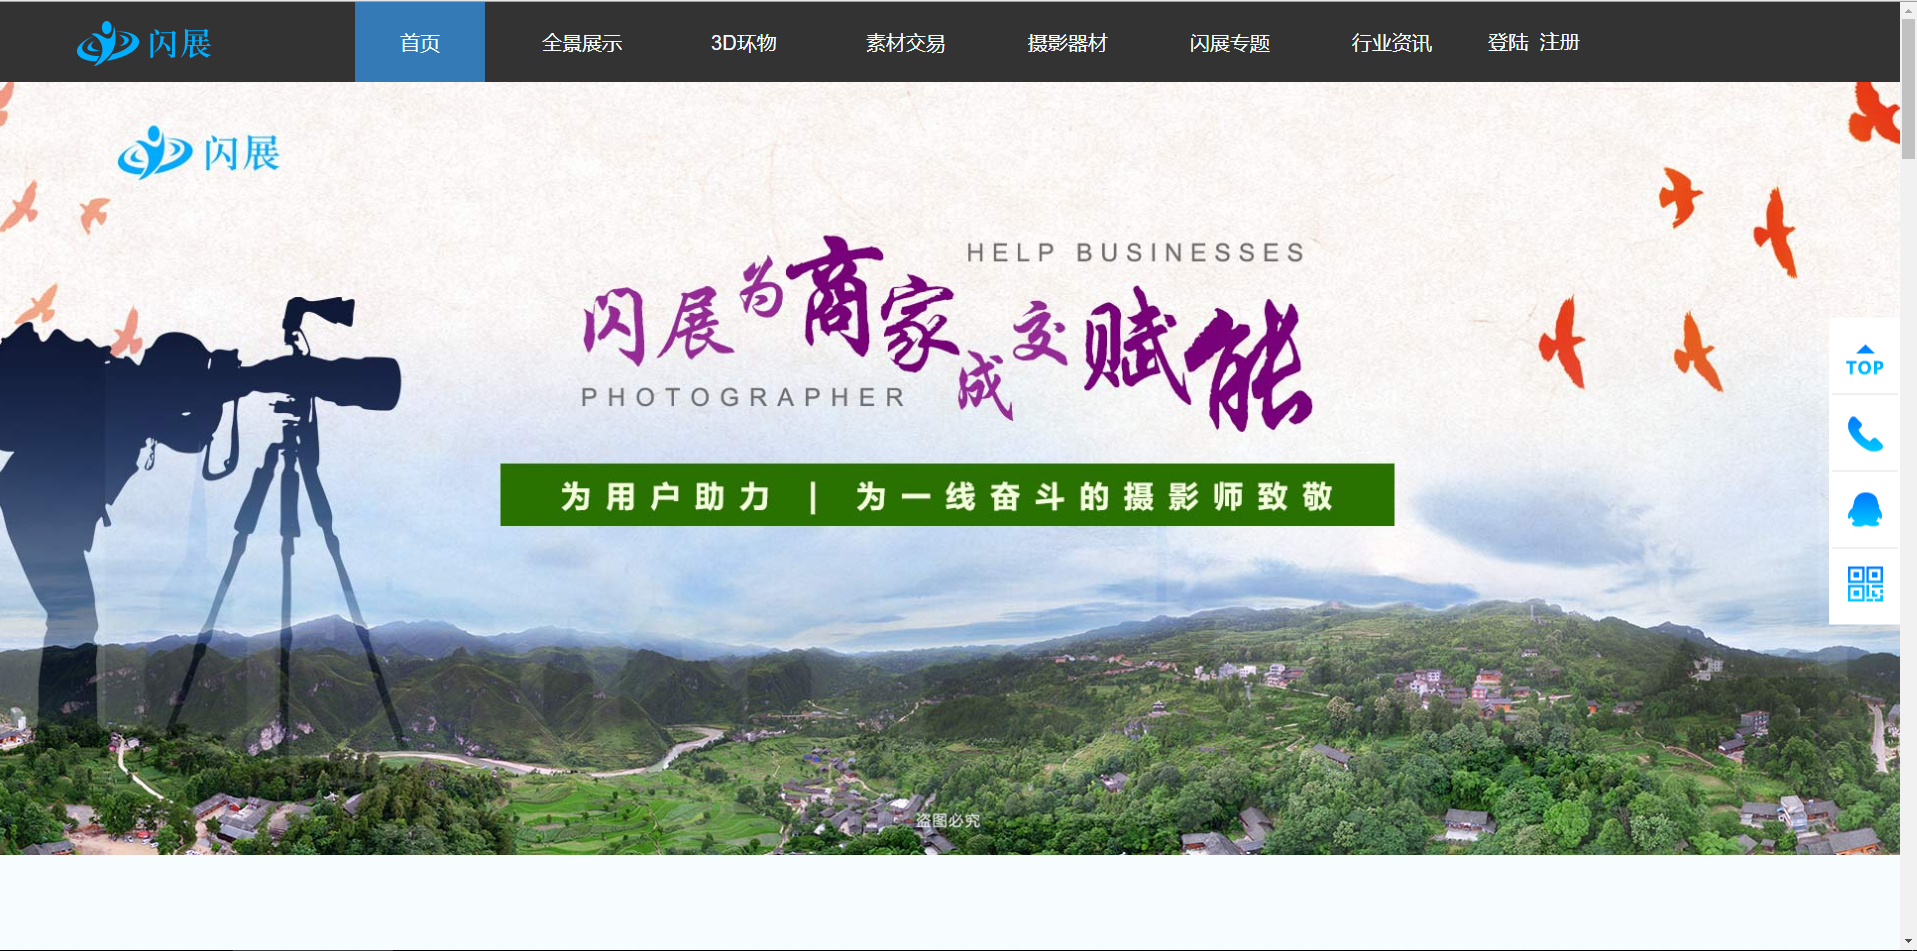 闪展
首页 全景展示 3D环物 素材交易 摄影器材 闪展专题 行业资讯 登陆 注册
闪展
HELP BUSINESSES
闪展为商家成交赋能
PHOTOGRAPHER
为用户助力 | 为一线奋斗的摄影师致敬
TOP
盗图必究